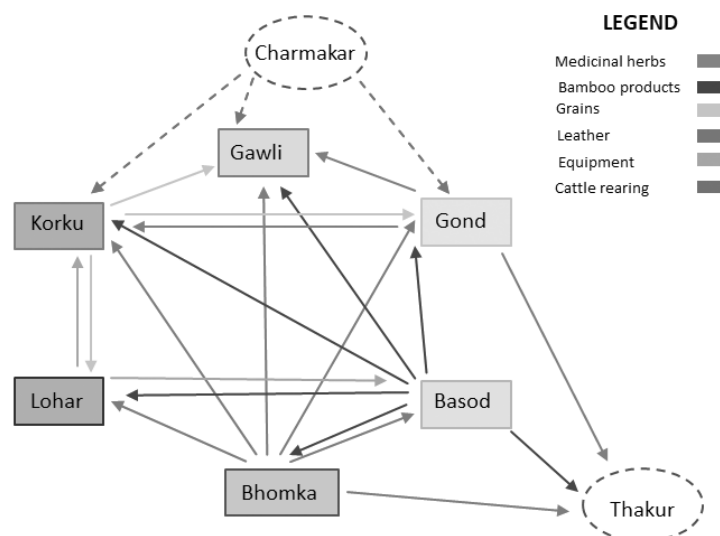 LEGEND
Charmakar
Medicinal herbs
Bamboo products
Grains
Leather
Equipment
Cattle rearing
Gawli
Korku
Gond
Lohar
Basod
Bhomka
Thakur